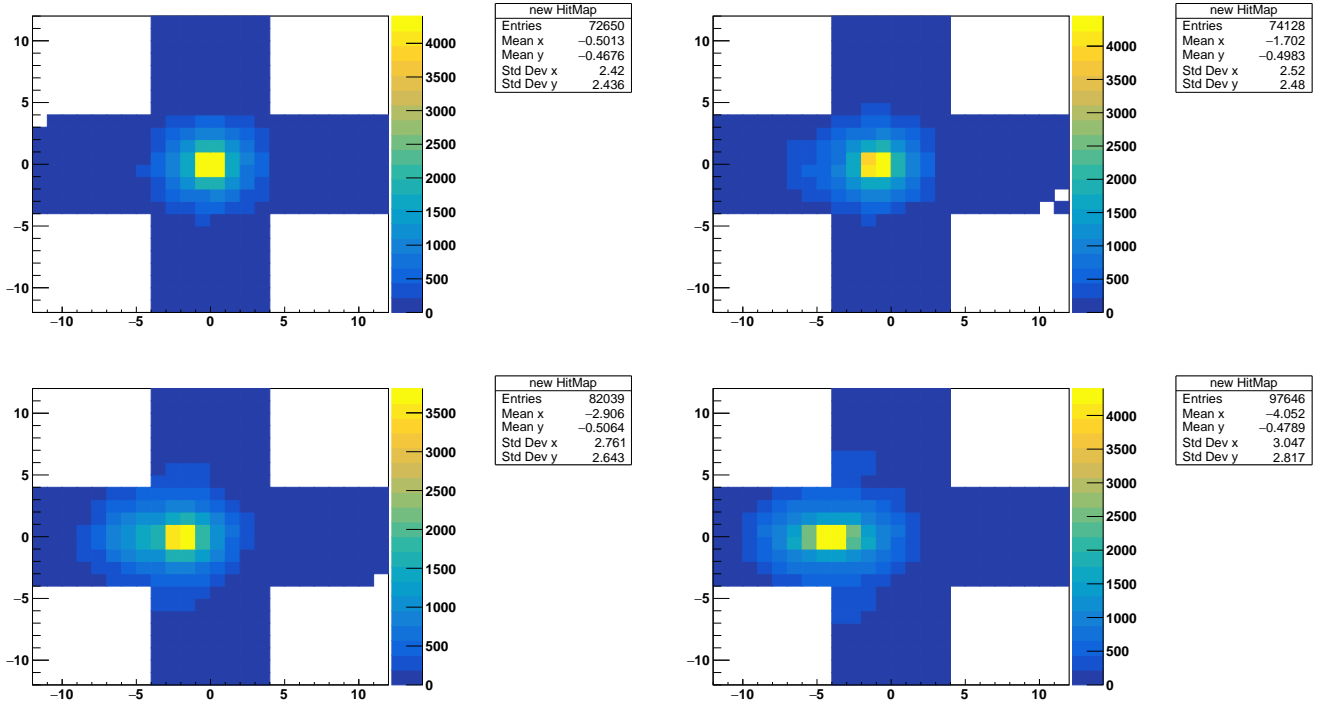 new HitMap
Entries 72650
Mean x −0.5013
Mean y −0.4676
Std Dev x 2.42
Std Dev y 2.436
10
5
0
−5
−10
−10 −5 0 5 10
4000
3500
3000
2500
2000
1500
1000
500
0
new HitMap
Entries 74128
Mean x −1.702
Mean y −0.4983
Std Dev x 2.52
Std Dev y 2.48
10
5
0
−5
−10
−10 −5 0 5 10
4000
3500
3000
2500
2000
1500
1000
500
0
new HitMap
Entries 82039
Mean x −2.906
Mean y −0.5064
Std Dev x 2.761
Std Dev y 2.643
10
5
0
−5
−10
−10 −5 0 5 10
3500
3000
2500
2000
1500
1000
500
0
new HitMap
Entries 97646
Mean x −4.052
Mean y −0.4789
Std Dev x 3.047
Std Dev y 2.817
10
5
0
−5
−10
−10 −5 0 5 10
4000
3500
3000
2500
2000
1500
1000
500
0